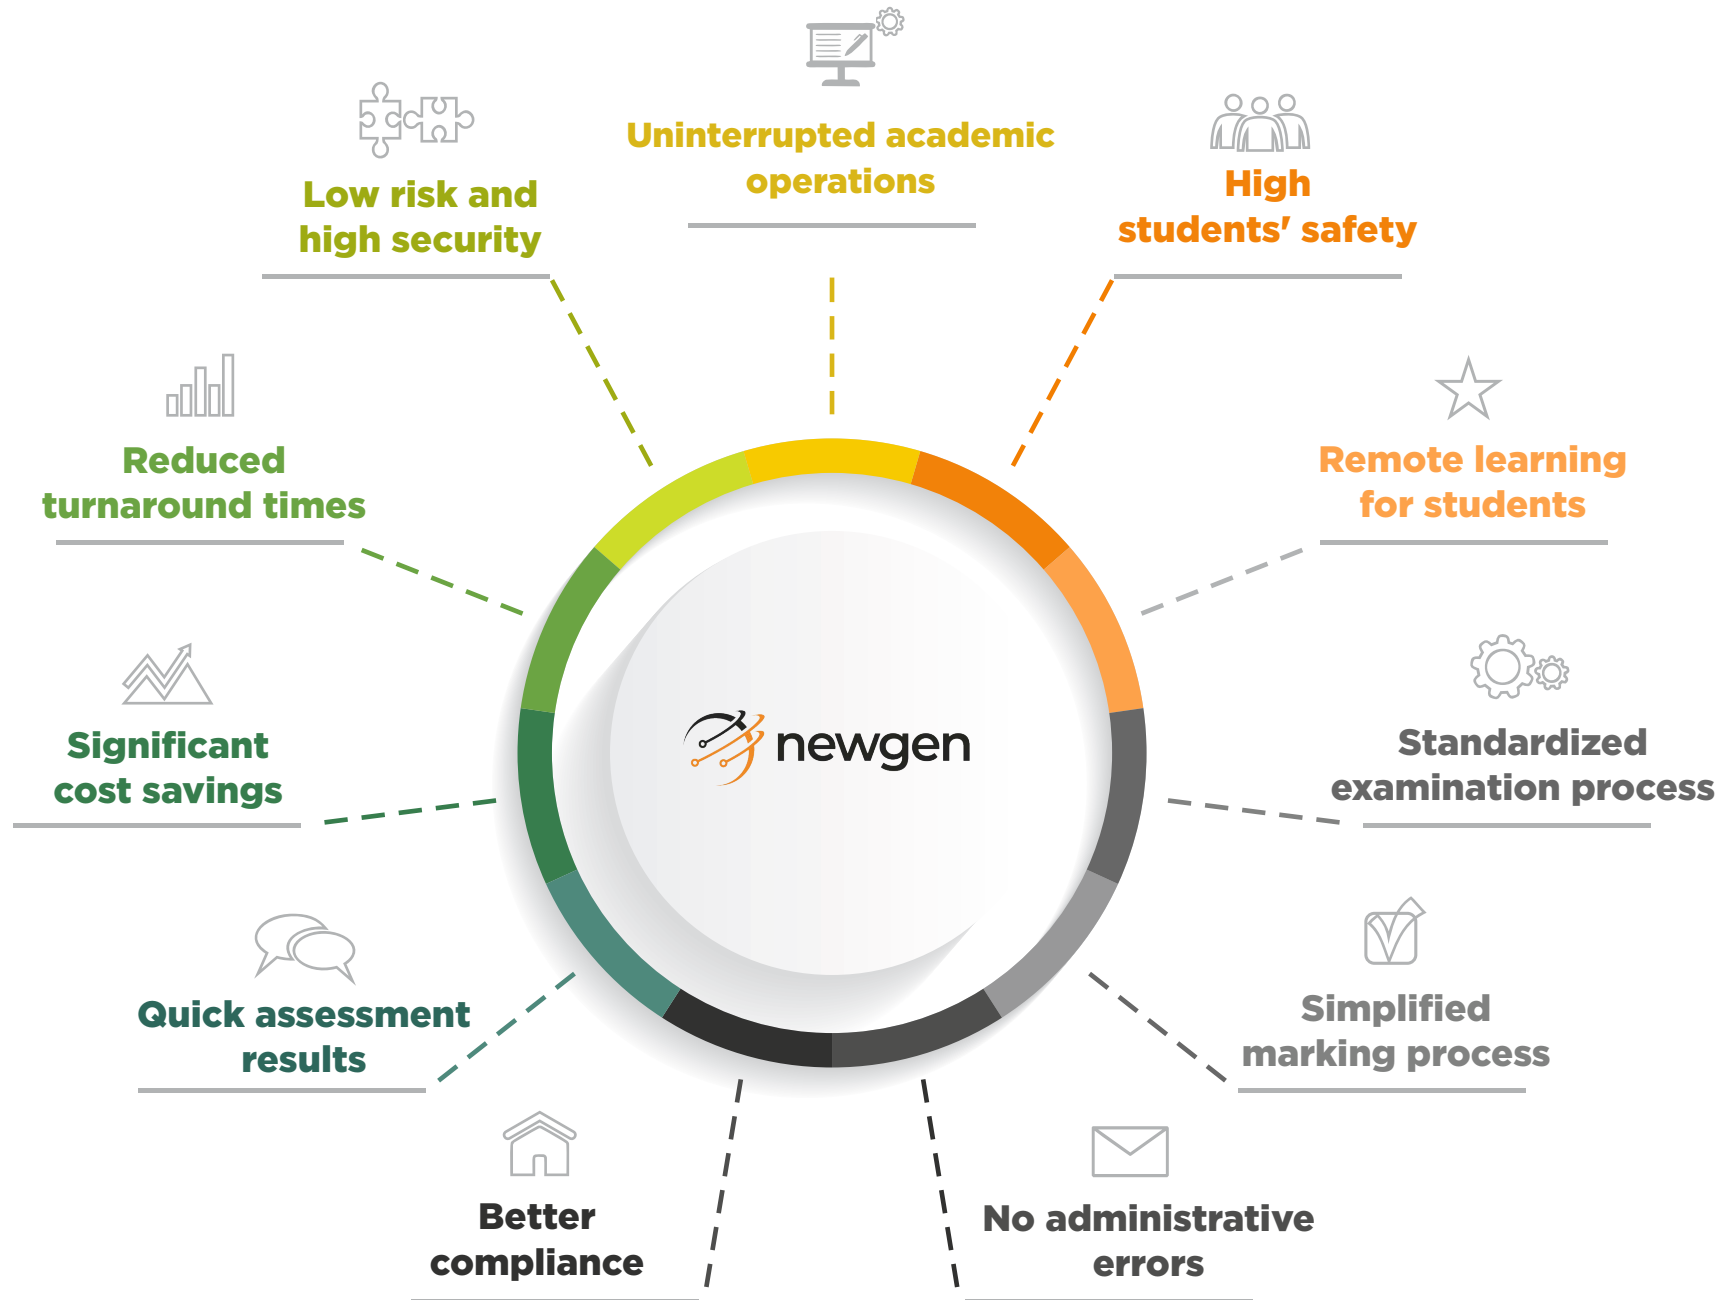 Uninterrupted academic
operations
High
students' safety
Remote learning
for students
Standardized
examination process
Simplified
marking process
No administrative
errors
Better
compliance
Quick assessment
results
Significant
cost savings
Reduced
turnaround times
Low risk and
high security
newgen